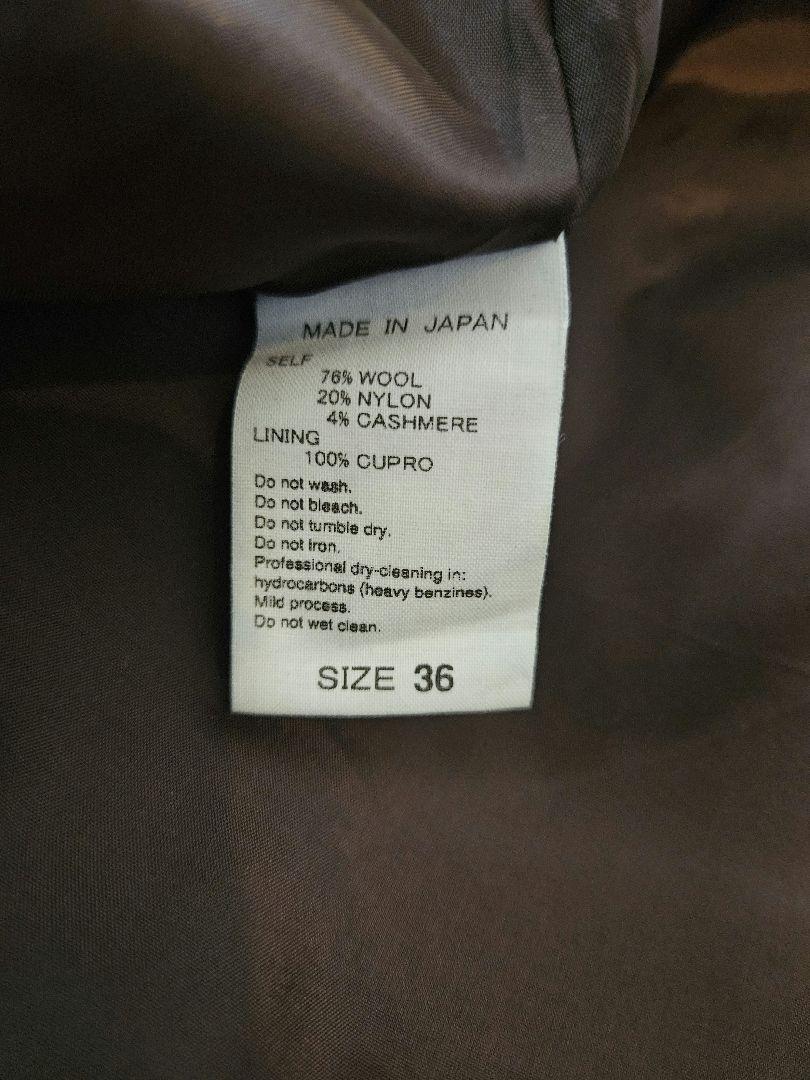 MADE IN JAPAN
SELF
76% WOOL
20% NYLON
4% CASHMERE
LINING
100% CUPRO
Do not wash.
Do not bleach.
Do not tumble dry.
Do not iron.
Professional dry-cleaning in:
hydrocarbons (heavy benzines).
Mild process.
Do not wet clean.
SIZE 36